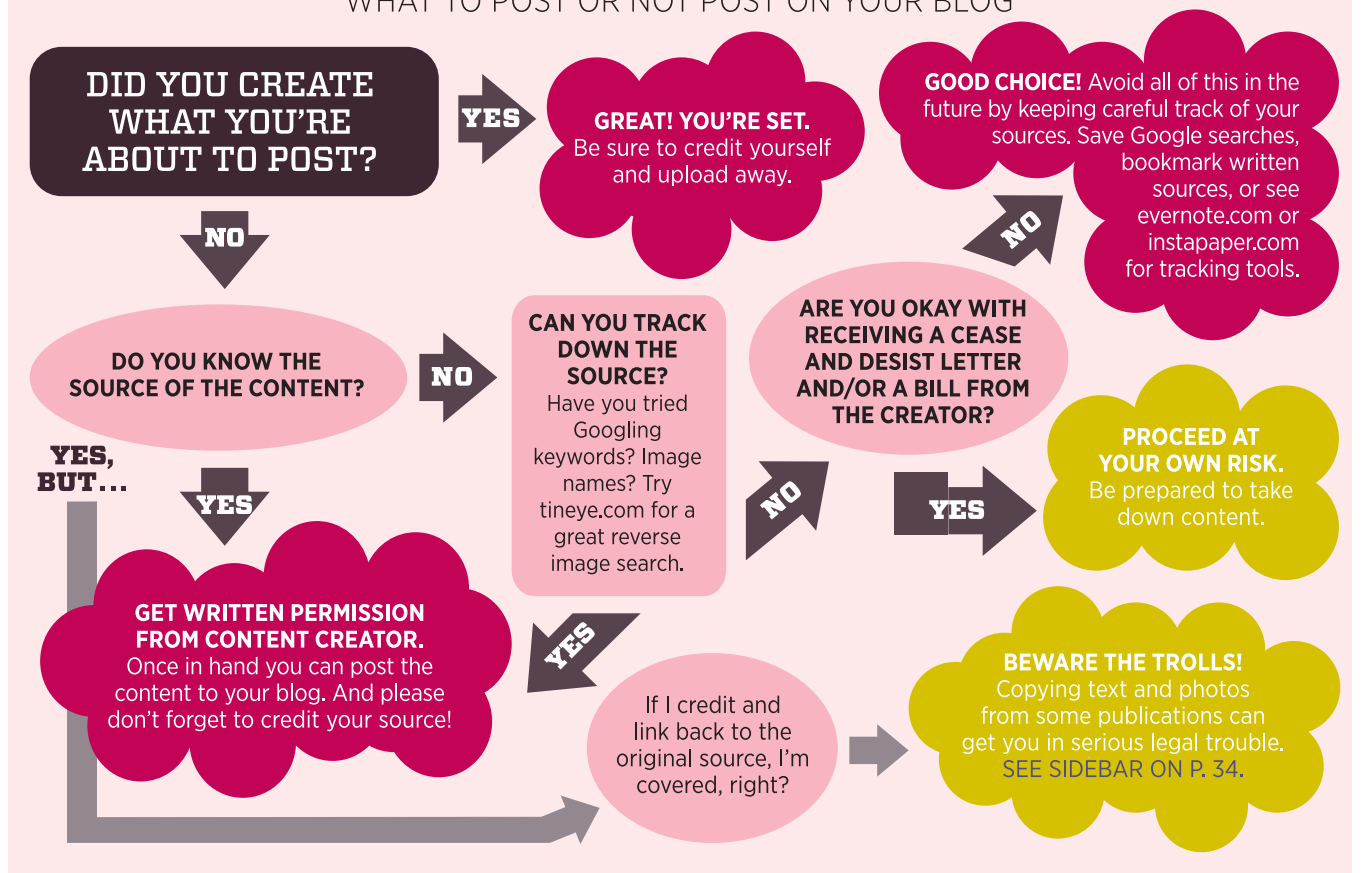 WHAT TO POST OR NOT POST ON YOUR BLOG
DID YOU CREATE
WHAT YOU'RE
ABOUT TO POST?
YES
GREAT! YOU'RE SET.
Be sure to credit yourself
and upload away.
GOOD CHOICE! Avoid all of this in the
future by keeping careful track of your
sources. Save Google searches,
bookmark written
sources, or see
evernote.com or
instapaper.com
for tracking tools.
NO
NO
DO YOU KNOW THE
SOURCE OF THE CONTENT?
NO
CAN YOU TRACK
DOWN THE
SOURCE?
Have you tried
Googling
keywords? Image
names? Try
tineye.com for a
great reverse
image search.
ARE YOU OKAY WITH
RECEIVING A CEASE
AND DESIST LETTER
AND/OR A BILL FROM
THE CREATOR?
YES,
BUT...
YES
NO
YES
PROCEED AT
YOUR OWN RISK.
Be prepared to take
down content.
GET WRITTEN PERMISSION
FROM CONTENT CREATOR.
Once in hand you can post the
content to your blog. And please
don't forget to credit your source!
YES
If I credit and
link back to the
original source, I'm
covered, right?
BEWARE THE TROLLS!
Copying text and photos
from some publications can
get you in serious legal trouble.
SEE SIDEBAR ON P. 34.